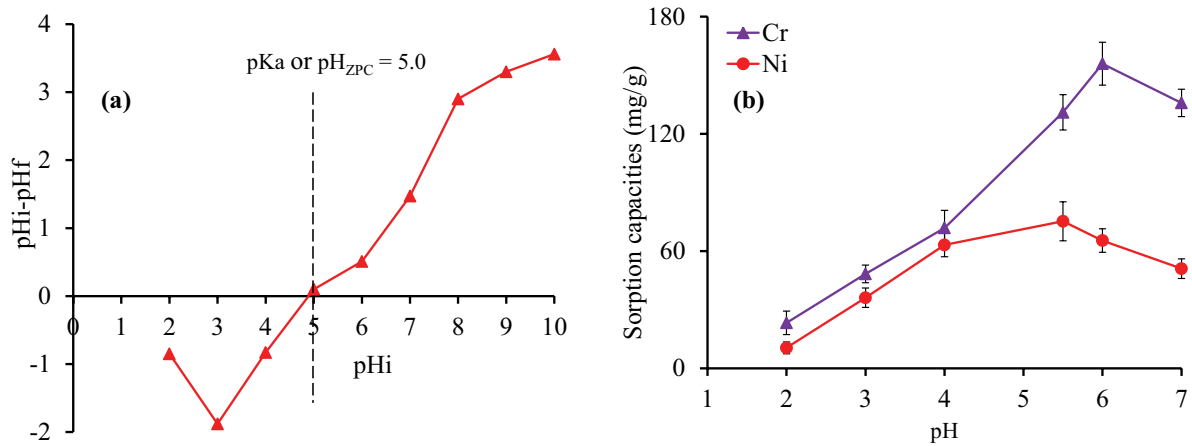 4
3
2
1
0
-1
-2
0 1 2 3 4 5 6 7 8 9 10
pHi-pHf
pHi
(a)
pKa or pHZPC = 5.0
180
120
60
0
1 2 3 4 5 6 7
Sorption capacities (mg/g)
pH
Cr
Ni
(b)